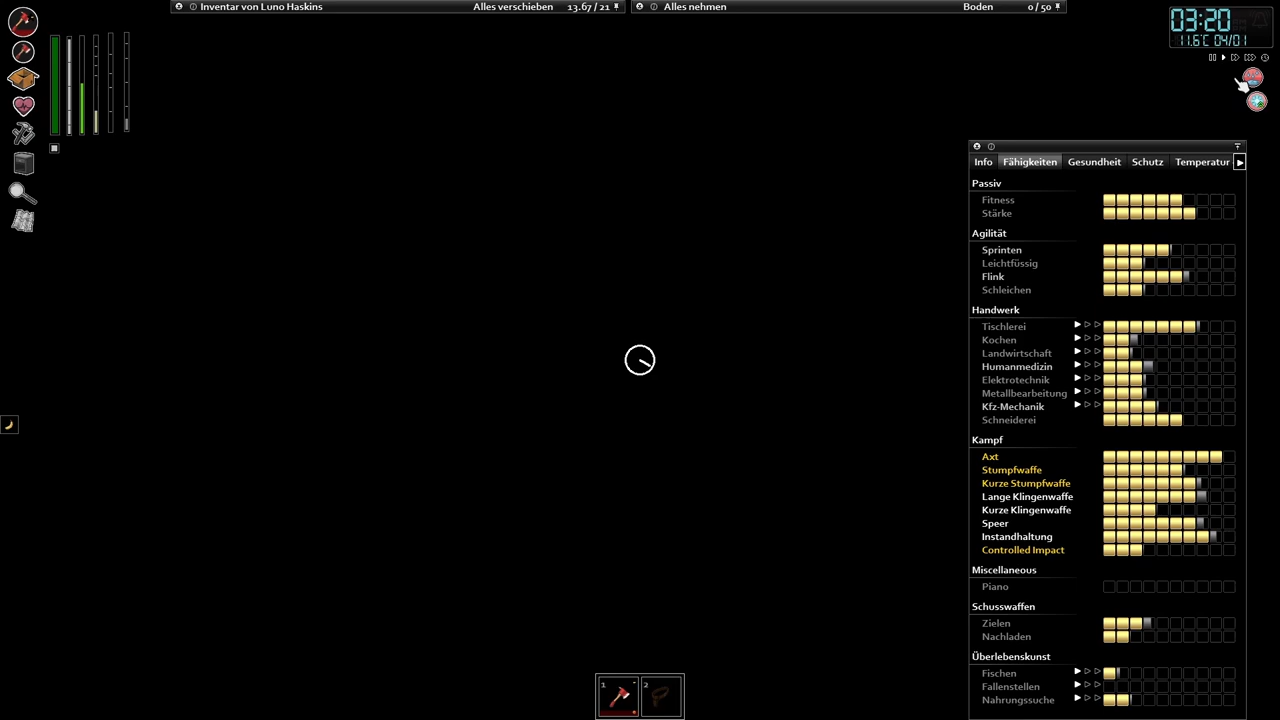 Inventar von Luno Haskins Alles verschieben 13.67 / 21
Alles nehmen Boden 0 / 50
03:20
11.6°C 04/01
Info Fähigkeiten Gesundheit Schutz Temperatur
Passiv
Fitness
Stärke
Agilität
Sprinten
Leichtfüssig
Flink
Schleichen
Handwerk
Tischlerei
Kochen
Landwirtschaft
Humanmedizin
Elektrotechnik
Metallbearbeitung
Kfz-Mechanik
Schneiderei
Kampf
Axt
Stumpfwaffe
Kurze Stumpfwaffe
Lange Klingenwaffe
Kurze Klingenwaffe
Speer
Instandhaltung
Controlled Impact
Miscellaneous
Piano
Schusswaffen
Zielen
Nachladen
Überlebenskunst
Fischen
Fallenstellen
Nahrungssuche
1 2